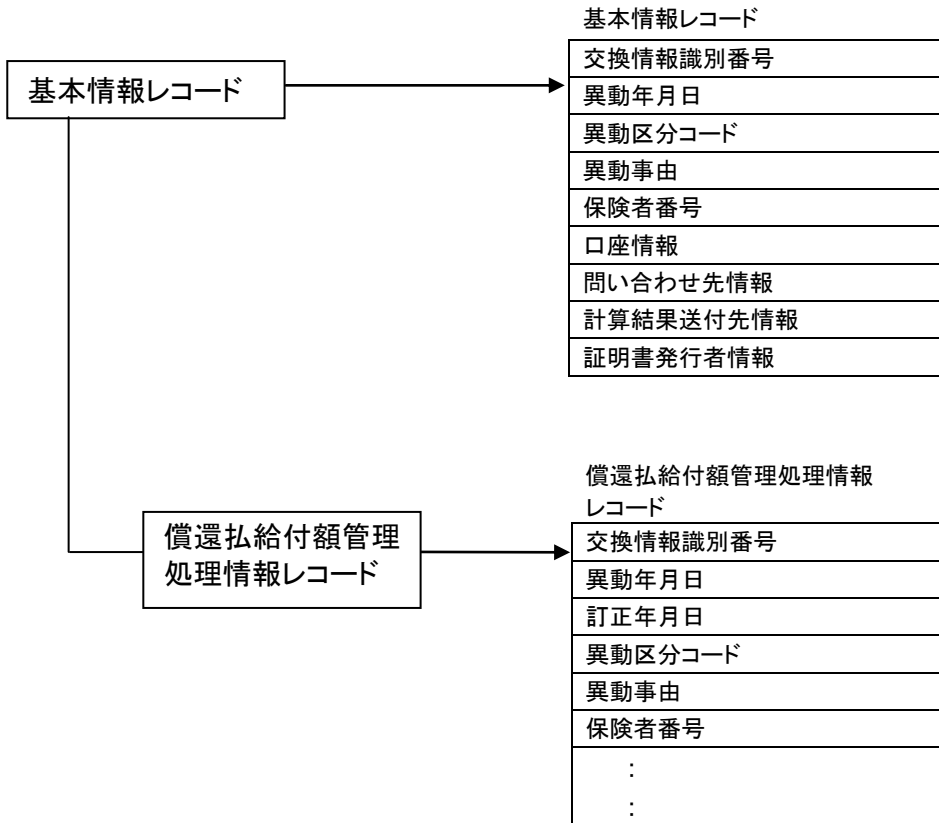 基本情報レコード
基本情報レコード
交換情報識別番号
異動年月日
異動区分コード
異動事由
保険者番号
口座情報
問い合わせ先情報
計算結果送付先情報
証明書発行者情報
償還払給付額管理
処理情報レコード
償還払給付額管理処理情報
レコード
交換情報識別番号
異動年月日
訂正年月日
異動区分コード
異動事由
保険者番号
:
: